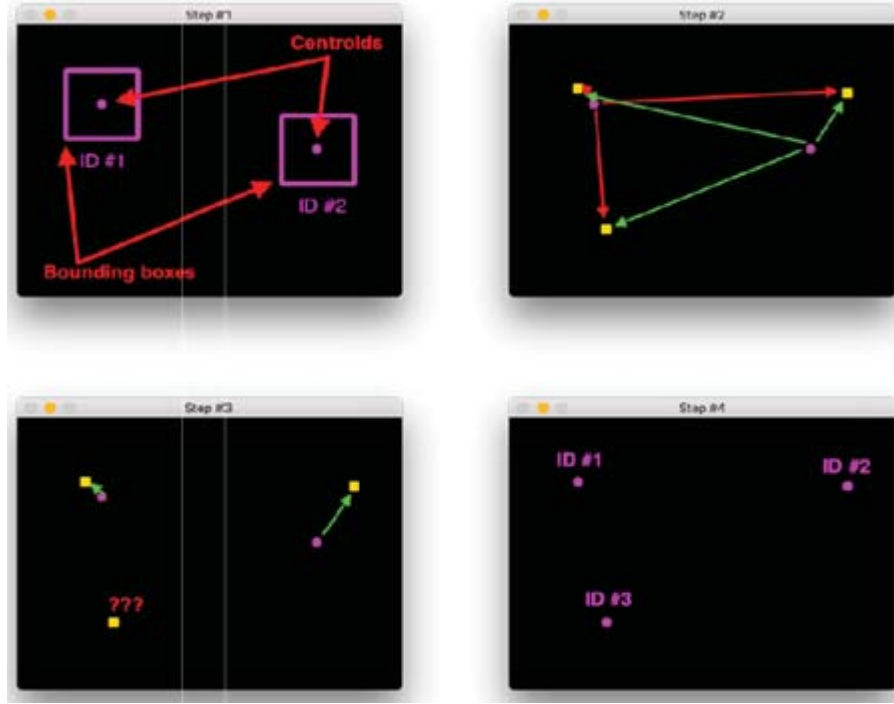 Step #1
Centroids
ID #1
ID #2
Bounding boxes
Step #2
Step #3
???
Step #4
ID #1
ID #2
ID #3